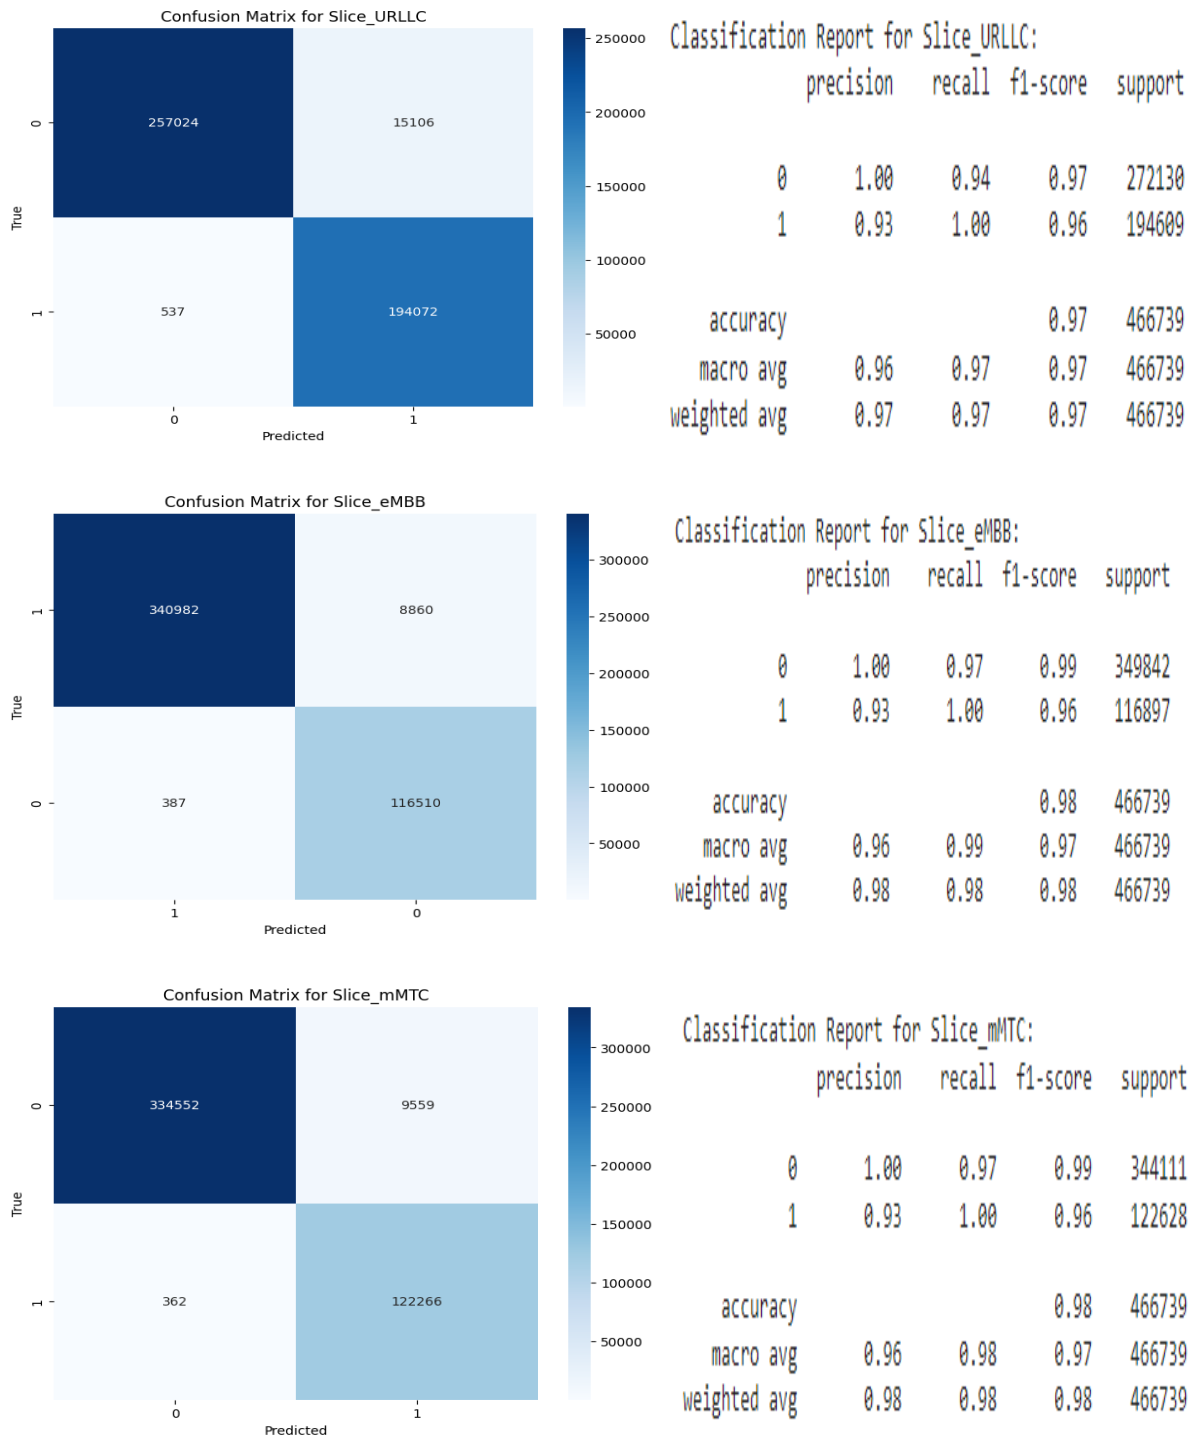 Confusion Matrix for Slice_URLLC
0
257024
15106
250000
200000
150000
100000
50000
True
1
537
194072
0
1
Predicted
Classification Report for Slice_URLLC:
precision recall f1-score support
0 1.00 0.94 0.97 272130
1 0.93 1.00 0.96 194609
accuracy 0.97 466739
macro avg 0.96 0.97 0.97 466739
weighted avg 0.97 0.97 0.97 466739
Confusion Matrix for Slice_eMBB
1
340982
8860
300000
250000
200000
150000
100000
50000
True
0
387
116510
1
0
Predicted
Classification Report for Slice_eMBB:
precision recall f1-score support
0 1.00 0.97 0.99 349842
1 0.93 1.00 0.96 116897
accuracy 0.98 466739
macro avg 0.96 0.99 0.97 466739
weighted avg 0.98 0.98 0.98 466739
Confusion Matrix for Slice_mMTC
0
334552
9559
300000
250000
200000
150000
100000
50000
True
1
362
122266
0
1
Predicted
Classification Report for Slice_mMTC:
precision recall f1-score support
0 1.00 0.97 0.99 344111
1 0.93 1.00 0.96 122628
accuracy 0.98 466739
macro avg 0.96 0.98 0.97 466739
weighted avg 0.98 0.98 0.98 466739